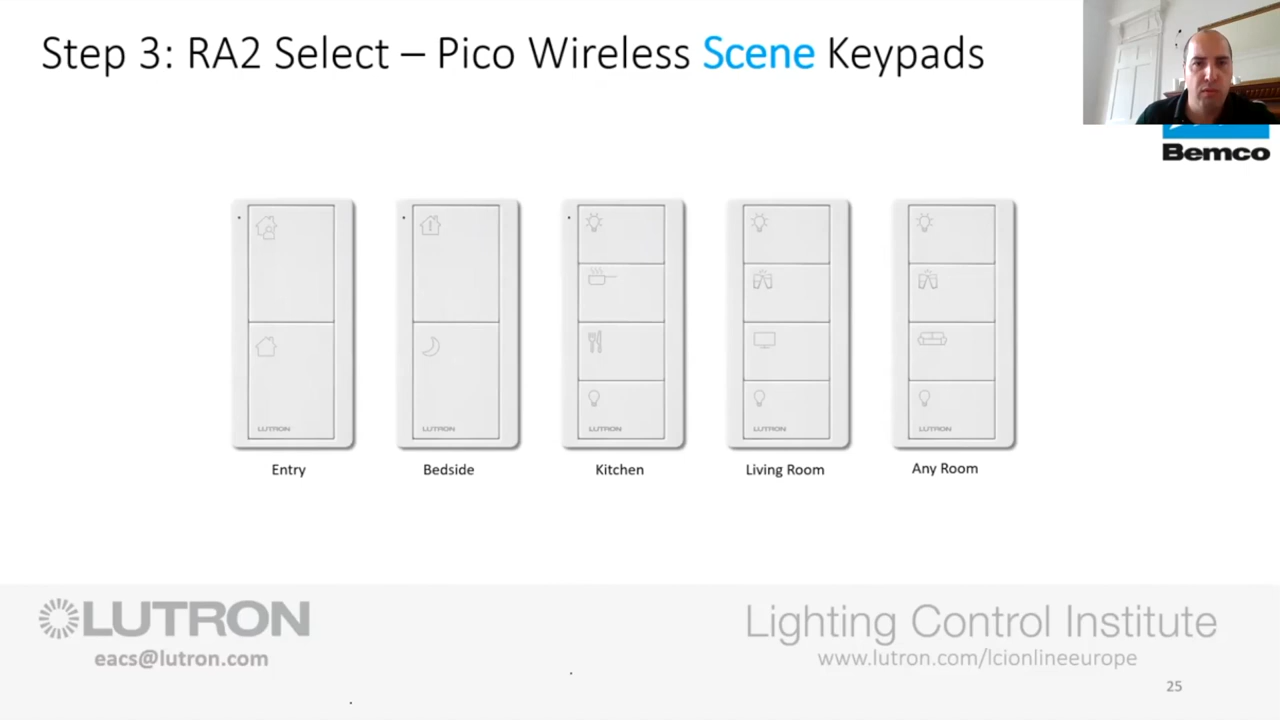 Step 3: RA2 Select – Pico Wireless Scene Keypads
Bemco
LUTRON LUTRON LUTRON LUTRON LUTRON
Entry Bedside Kitchen Living Room Any Room
LUTRON
eacs@lutron.com
Lighting Control Institute
www.lutron.com/lcionlineeurope
25